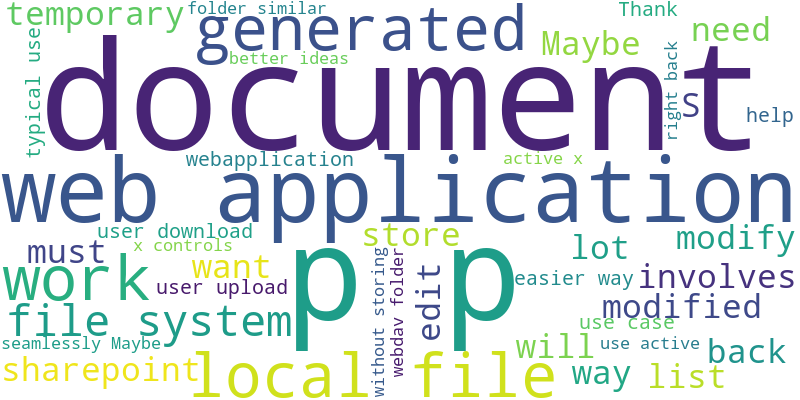 temporary
folder similar
Thank
generated
Maybe
need
better ideas
typical use
document
right back
S
help
webapplication
active x
web application
user download
x controls
must
store
lot
modify
p p
want
work
user upload
without storing
webdav folder
edit
easier way
involves
file system
modified
use case
seamlessly Maybe
will
use active
back
sharepoint
local file
way
list